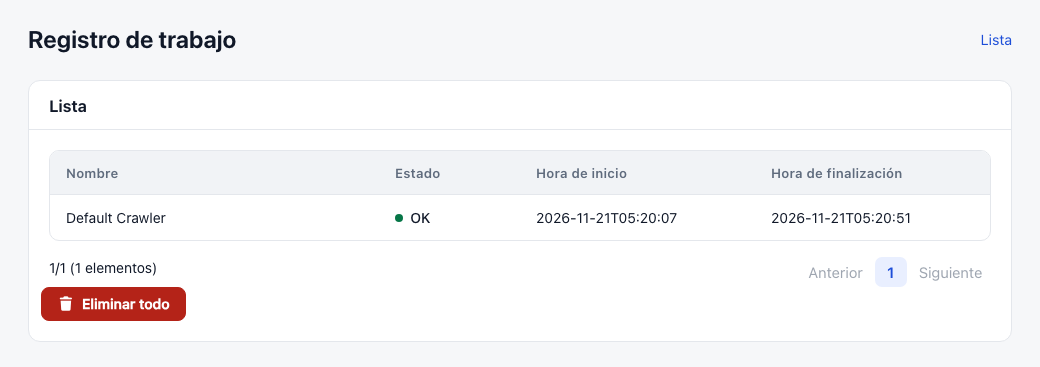 Registro de trabajo
Lista
Lista
Nombre Estado Hora de inicio Hora de finalización
Default Crawler OK 2026-11-21T05:20:07 2026-11-21T05:20:51
1/1 (1 elementos)
Anterior 1 Siguiente
Eliminar todo